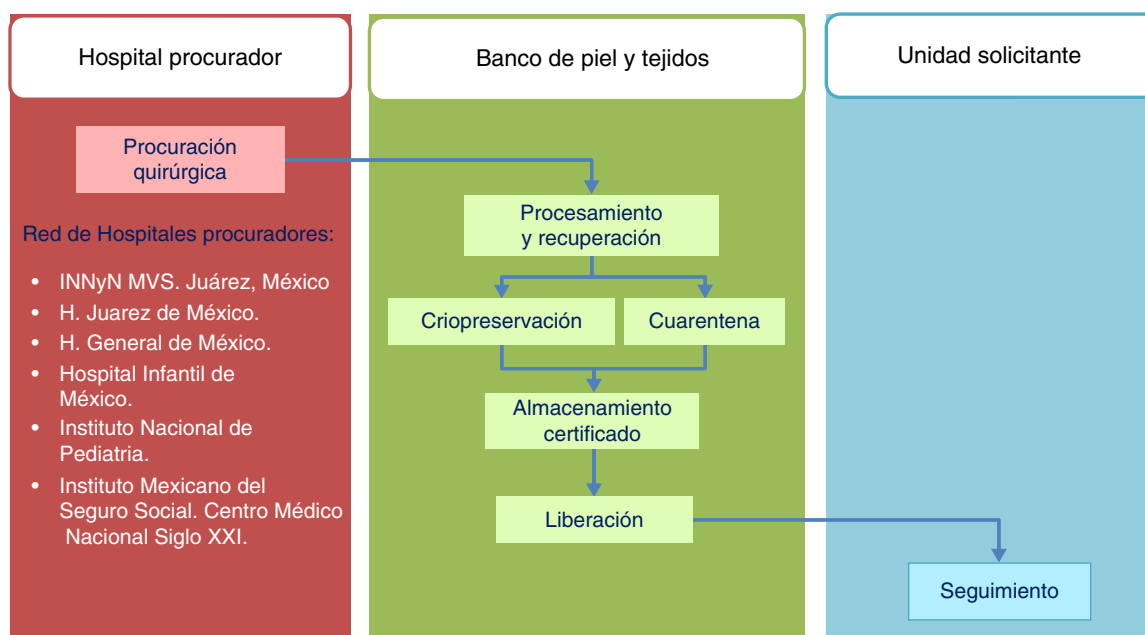 Hospital procurador
Procuración
quirúrgica
Red de Hospitales procuradores:
• INNyN MVS. Juárez, México
• H. Juarez de México.
• H. General de México.
• Hospital Infantil de
México.
• Instituto Nacional de
Pediatria.
• Instituto Mexicano del
Seguro Social. Centro Médico
Nacional Siglo XXI.
Banco de piel y tejidos
Procesamiento
y recuperación
Criopreservación
Cuarentena
Almacenamiento
certificado
Liberación
Unidad solicitante
Seguimiento